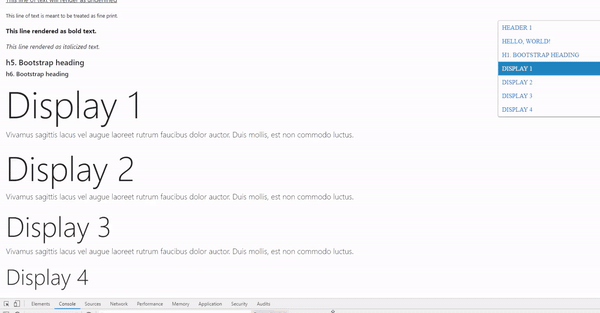 This line of text will render as underlined
This line of text is meant to be treated as fine print.
This line rendered as bold text.
This line rendered as italicized text.
h5. Bootstrap heading
h6. Bootstrap heading
Display 1
Vivamus sagittis lacus vel augue laoreet rutrum faucibus dolor auctor. Duis mollis, est non commodo luctus.
Display 2
Vivamus sagittis lacus vel augue laoreet rutrum faucibus dolor auctor. Duis mollis, est non commodo luctus.
Display 3
Vivamus sagittis lacus vel augue laoreet rutrum faucibus dolor auctor. Duis mollis, est non commodo luctus.
Display 4
HEADER 1
HELLO, WORLD!
H1. BOOTSTRAP HEADING
DISPLAY 1
DISPLAY 2
DISPLAY 3
DISPLAY 4
Elements Console Sources Network Performance Memory Application Security Audits